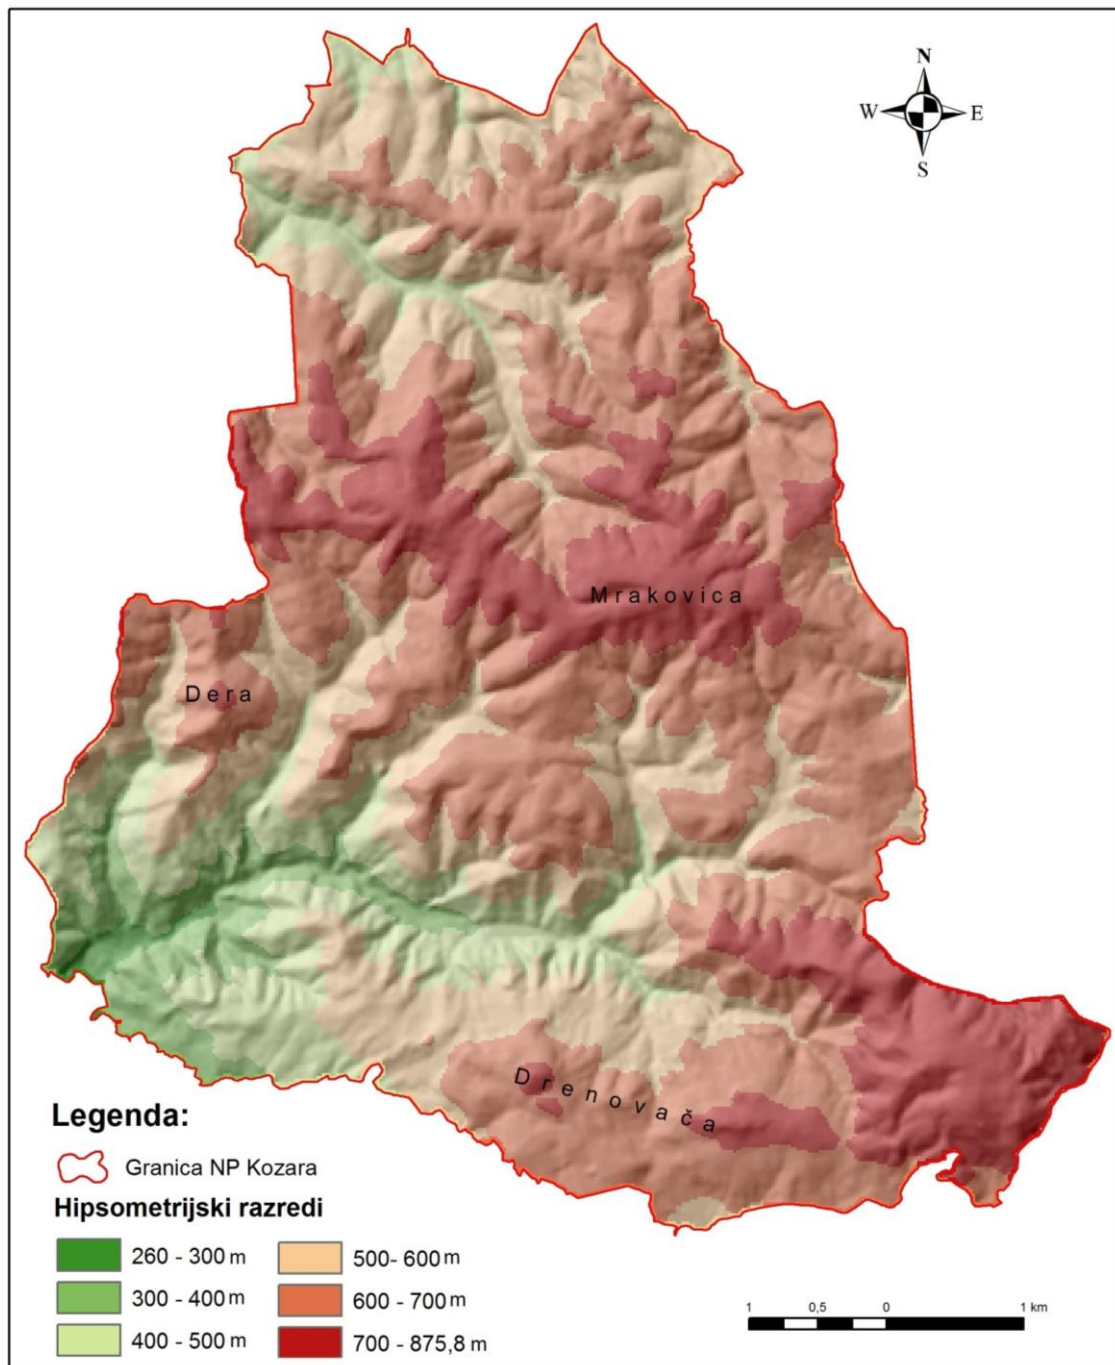 N
W E
S
Mrakovica
Dera
Drenovača
Legenda:
Granica NP Kozara
Hipsometrijski razredi
260 - 300 m
300 - 400 m
400 - 500 m
500- 600 m
600 - 700 m
700 - 875,8 m
1 0,5 0 1 km